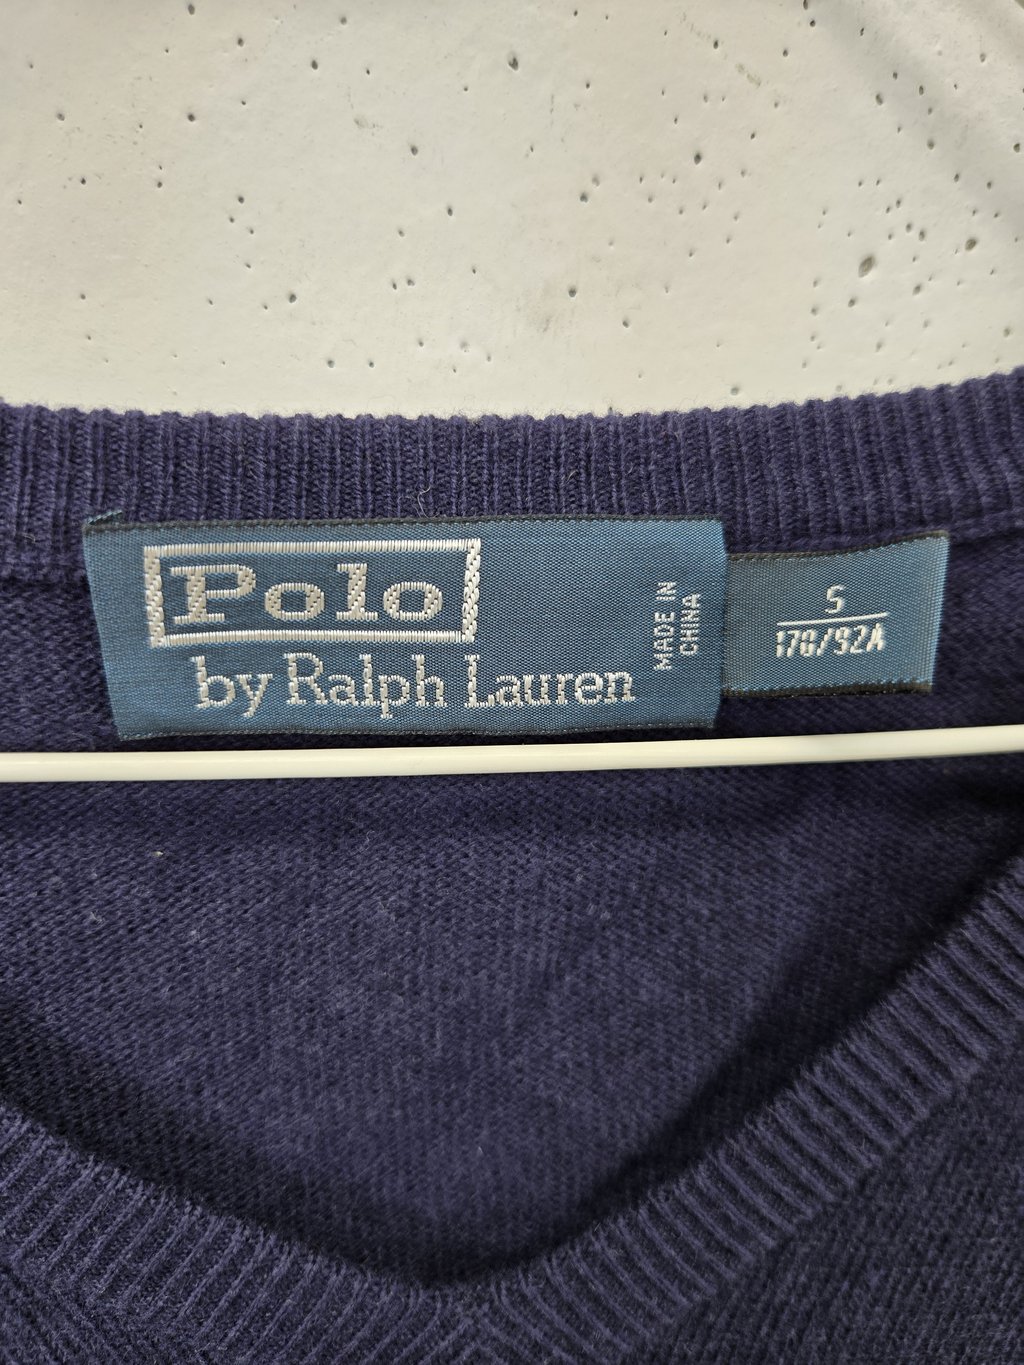 Polo
by Ralph Lauren
MADE IN
CHINA
S
170/92A